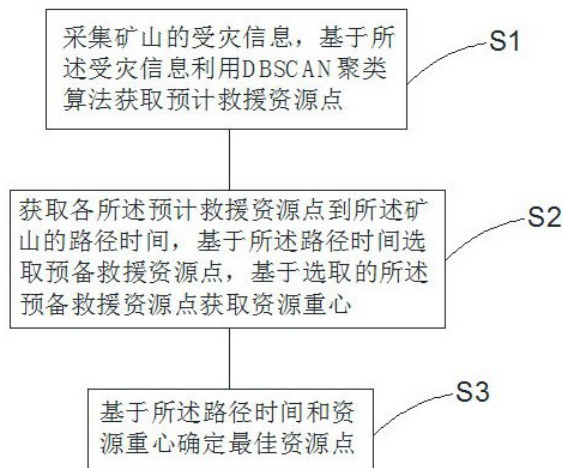 采集矿山的受灾信息，基于所
述受灾信息利用DBSCAN聚类
算法获取预计救援资源点
S1
获取各所述预计救援资源点到所述矿
山的路径时间，基于所述路径时间选
取预备救援资源点，基于选取的所述
预备救援资源点获取资源重心
S2
基于所述路径时间和资
源重心确定最佳资源点
S3